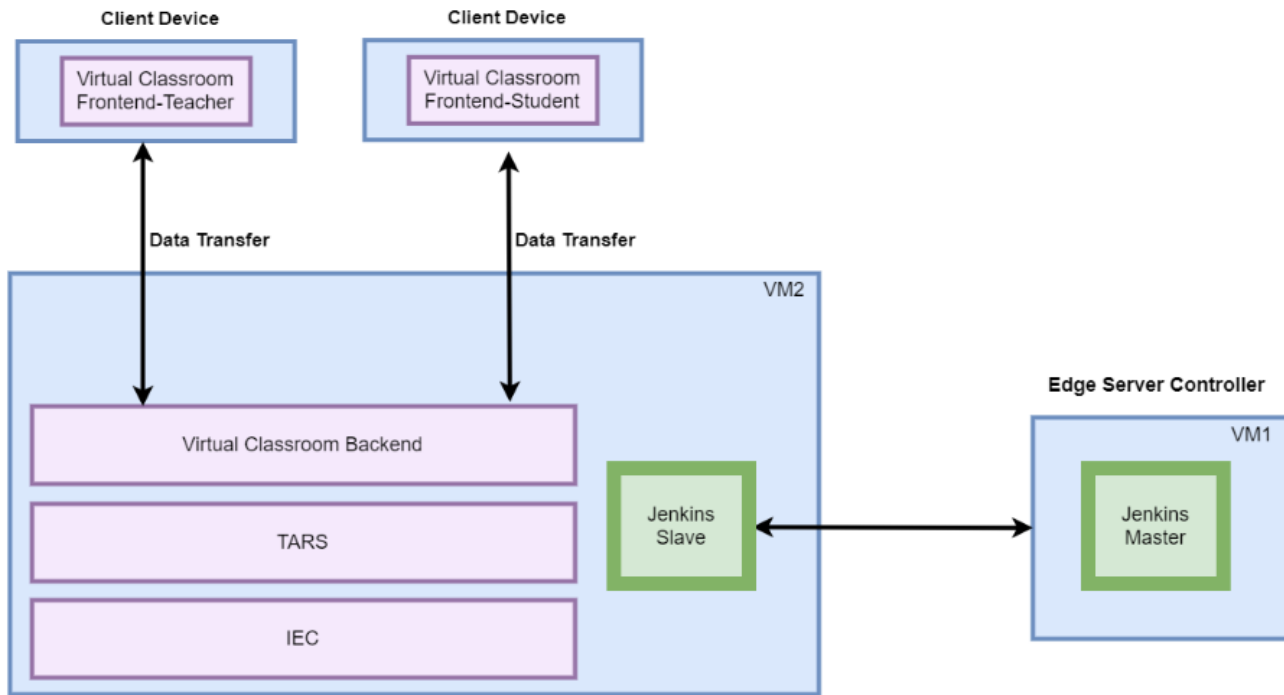 Client Device
Client Device
Virtual Classroom
Frontend-Teacher
Virtual Classroom
Frontend-Student
Data Transfer
Data Transfer
VM2
Edge Server Controller
VM1
Virtual Classroom Backend
Jenkins
Slave
Jenkins
Master
TARS
IEC